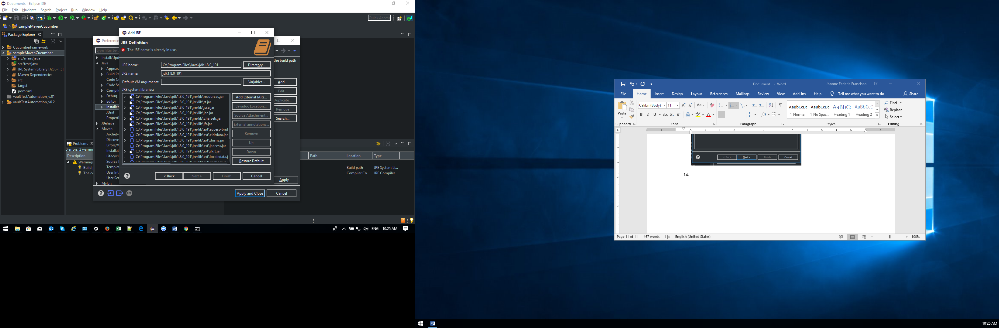 Documents - Eclipse IDE
File Edit Navigate Search Project Run Window Help
Quick Access
sampleMavenCucumber
Package Explorer
CucumberFramework
sampleMavenCucumber
src/main/java
src/test/java
JRE System Library [J2SE-1.5]
Maven Dependencies
src
target
pom.xml
vaultTestAutomation_v.01
vaultTestAutomation_v0.2
Preference
type filter text
Install/Upd
Java
Appeara
Build Pa
Code C
Code St
Compile
Debug
Editor
Installed
JUnit
Properti
JBehave
Maven
Archety
Discove
Errors/W
Installat
Lifecycl
Source
Templat
User Int
User Set
Mylyn
the build path
Add...
Edit...
Duplicate...
Remove
Search...
Apply
Apply and Close
Cancel
Add JRE
JRE Definition
The JRE name is already in use.
JRE home: C:\Program Files\Java\jdk1.8.0_191 Directory...
JRE name: jdk1.8.0_191
Default VM arguments: Variables...
JRE system libraries:
C:\Program Files\Java\jdk1.8.0_191\jre\lib\resources.jar
C:\Program Files\Java\jdk1.8.0_191\jre\lib\rt.jar
C:\Program Files\Java\jdk1.8.0_191\jre\lib\jsse.jar
C:\Program Files\Java\jdk1.8.0_191\jre\lib\jce.jar
C:\Program Files\Java\jdk1.8.0_191\jre\lib\charsets.jar
C:\Program Files\Java\jdk1.8.0_191\jre\lib\jfr.jar
C:\Program Files\Java\jdk1.8.0_191\jre\lib\ext\access-brid
C:\Program Files\Java\jdk1.8.0_191\jre\lib\ext\cldrdata.jar
C:\Program Files\Java\jdk1.8.0_191\jre\lib\ext\dnsns.jar
C:\Program Files\Java\jdk1.8.0_191\jre\lib\ext\jaccess.jar
C:\Program Files\Java\jdk1.8.0_191\jre\lib\ext\jfxrt.jar
C:\Program Files\Java\jdk1.8.0_191\jre\lib\ext\localedata.j
Add External JARs...
Javadoc Location...
Source Attachment...
External annotations...
Remove
Up
Down
Restore Default
< Back Next > Finish Cancel
Problems
0 errors, 2 warnin
Description Path Location Type
Warnings
Build Build path JRE System Li...
The co Compiler Co... JRE Compiler ...
ENG 10:25 AM
Document1 - Word Jhonne Federic Francisco
File Home Insert Design Layout References Mailings Review View Add-ins Help Tell me what you want to do Share
Paste
Calibri (Body) 11
B I U abc
AaBbCcDc AaBbCcDc AaBbCc AaBbCcD
¶ Normal ¶ No Spac... Heading 1 Heading 2
Find
Replace
Select
Clipboard Font Paragraph Styles Editing
1 1 2 3 4 5 6 7
< Back Next > Finish Cancel
14.
Page 11 of 11 467 words English (United States) 100%
10:25 AM